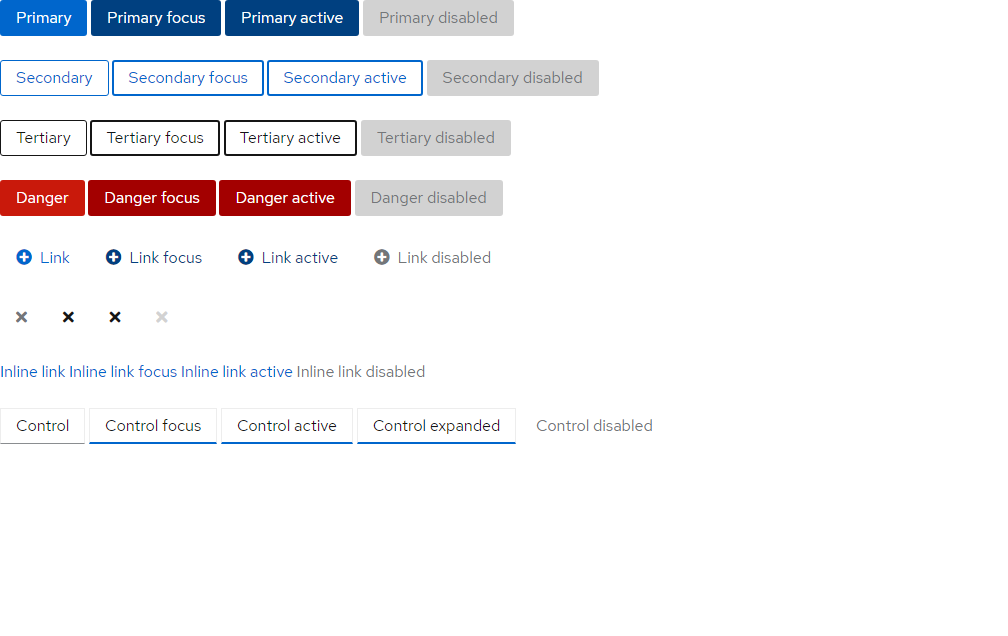 Primary Primary focus Primary active Primary disabled
Secondary Secondary focus Secondary active Secondary disabled
Tertiary Tertiary focus Tertiary active Tertiary disabled
Danger Danger focus Danger active Danger disabled
Link Link focus Link active Link disabled
Inline link Inline link focus Inline link active Inline link disabled
Control Control focus Control active Control expanded Control disabled